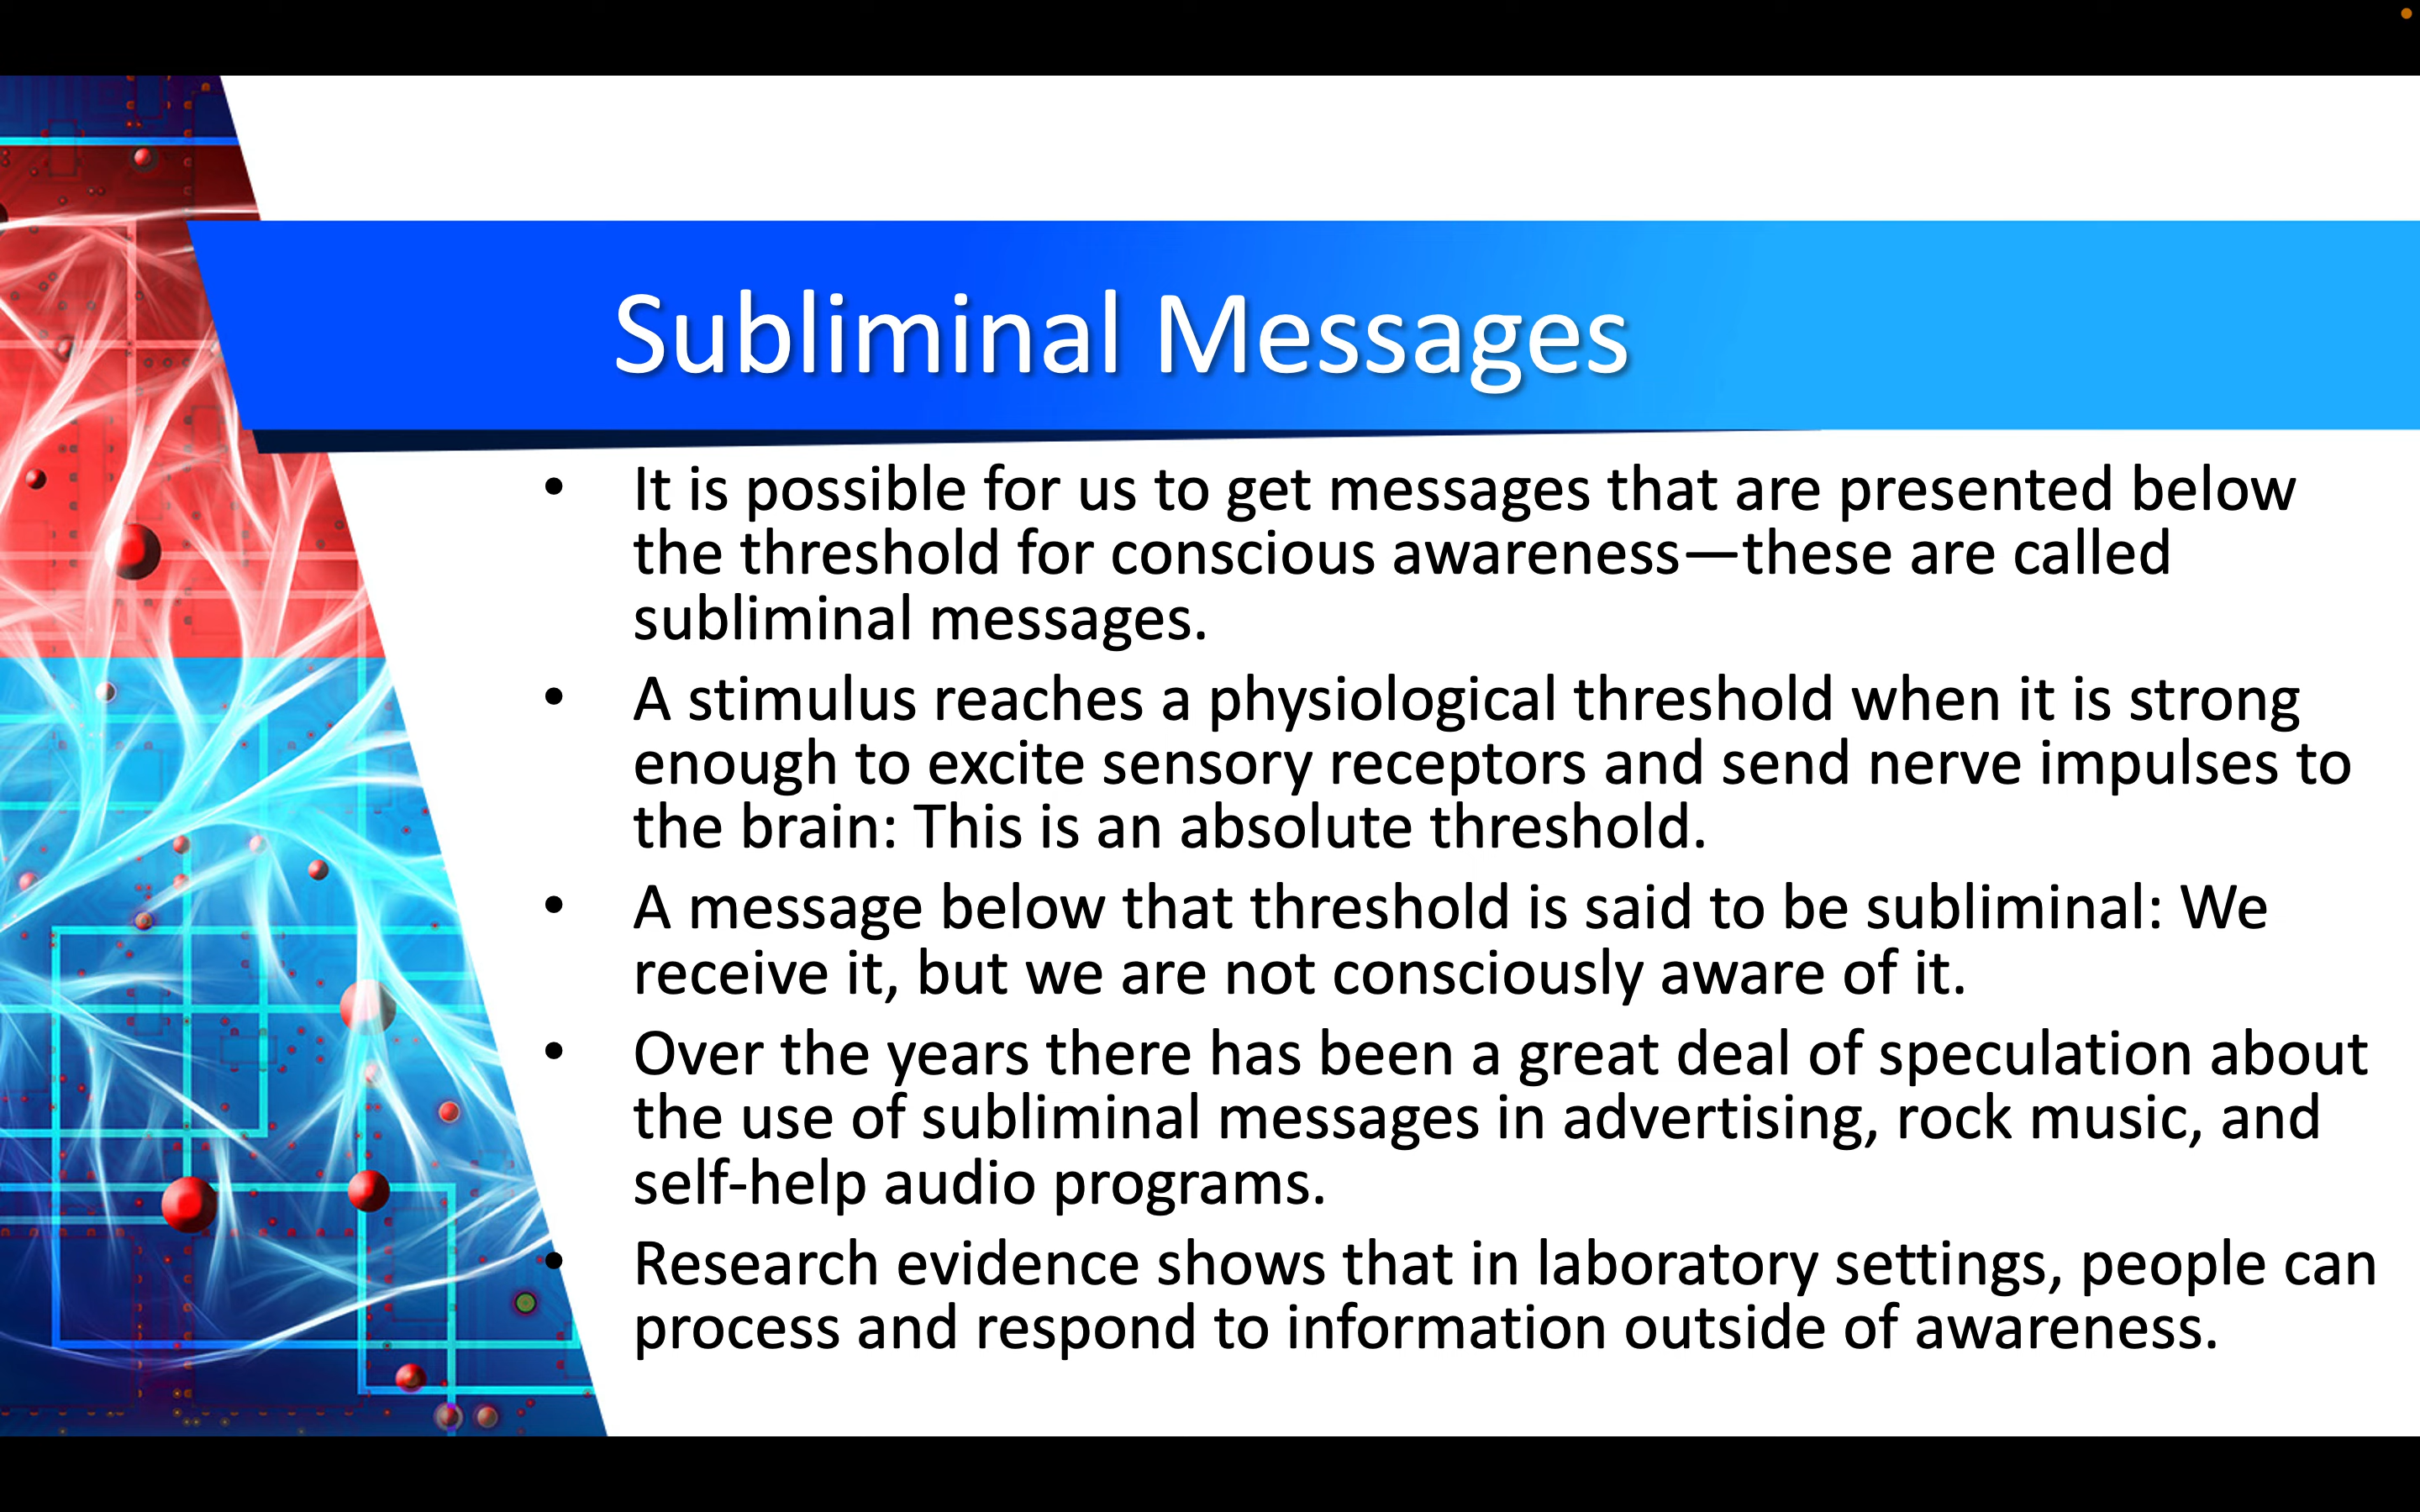 Subliminal Messages
• It is possible for us to get messages that are presented below
the threshold for conscious awareness—these are called
subliminal messages.
• A stimulus reaches a physiological threshold when it is strong
enough to excite sensory receptors and send nerve impulses to
the brain: This is an absolute threshold.
• A message below that threshold is said to be subliminal: We
receive it, but we are not consciously aware of it.
• Over the years there has been a great deal of speculation about
the use of subliminal messages in advertising, rock music, and
self-help audio programs.
• Research evidence shows that in laboratory settings, people can
process and respond to information outside of awareness.